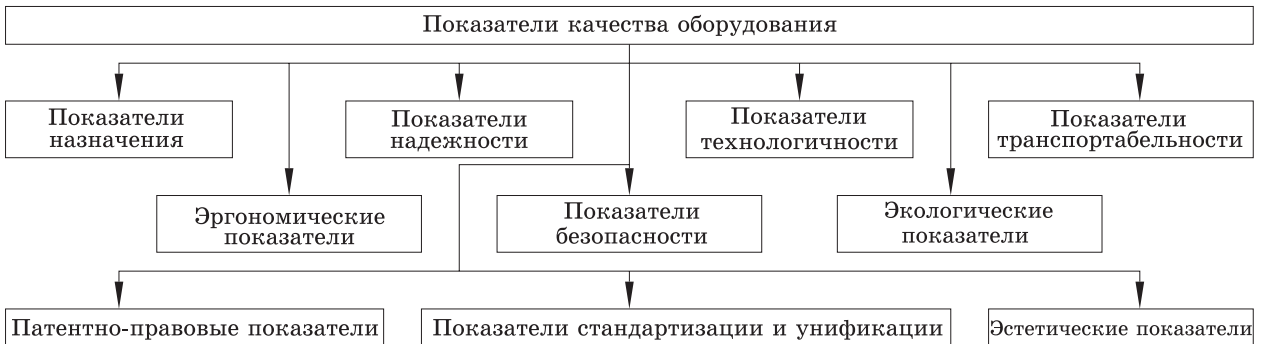 Показатели качества оборудования
Показатели
назначения
Показатели
надежности
Показатели
технологичности
Показатели
транспортабельности
Эргономические
показатели
Показатели
безопасности
Экологические
показатели
Патентно-правовые показатели
Показатели стандартизации и унификации
Эстетические показатели